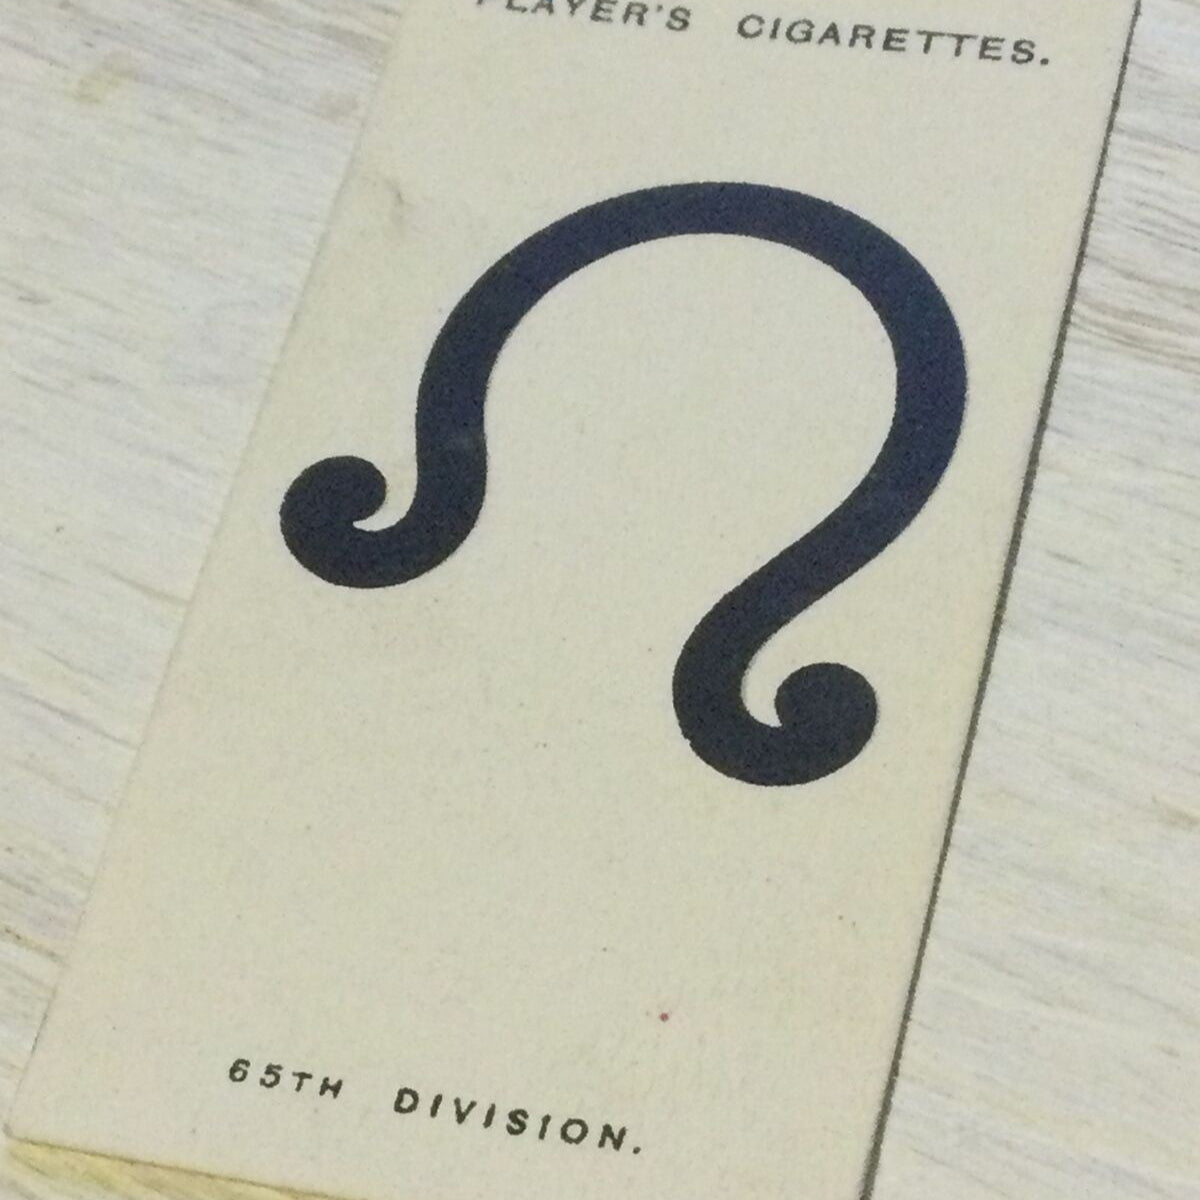 PLAYER'S CIGARETTES.
65TH DIVISION.